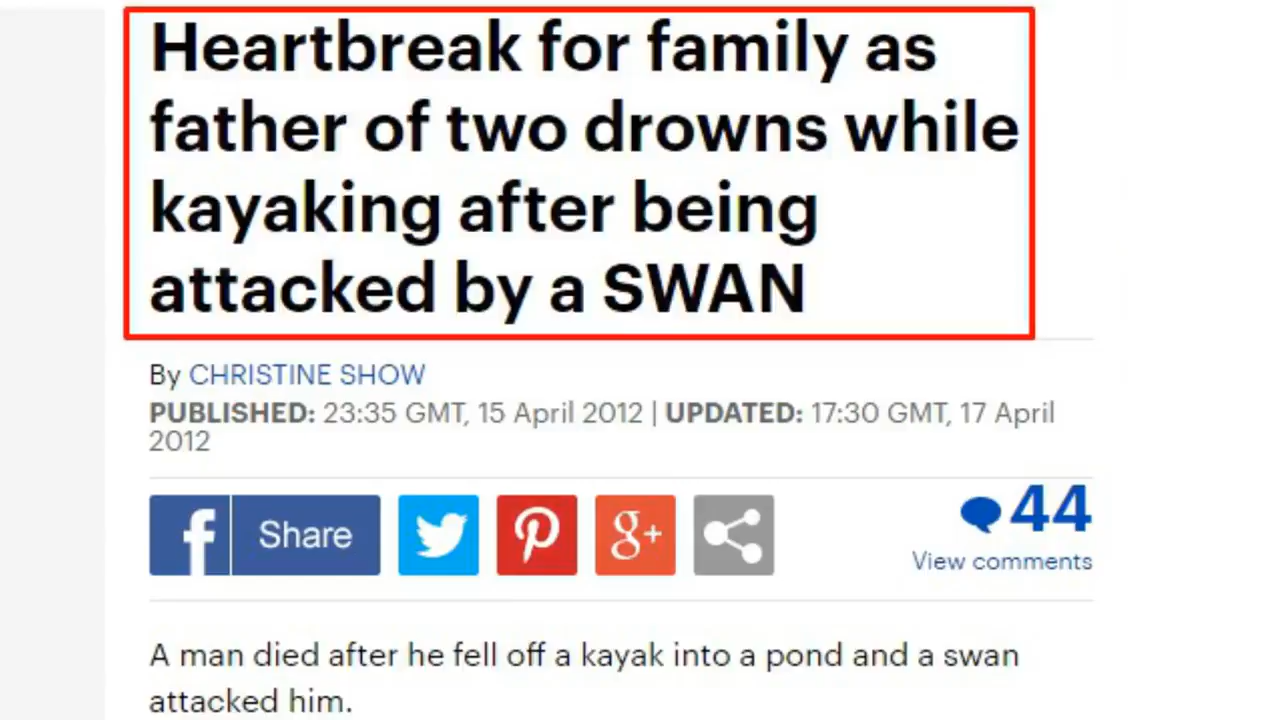 Heartbreak for family as
father of two drowns while
kayaking after being
attacked by a SWAN
By CHRISTINE SHOW
PUBLISHED: 23:35 GMT, 15 April 2012 | UPDATED: 17:30 GMT, 17 April
2012
f Share
g+
44
View comments
A man died after he fell off a kayak into a pond and a swan
attacked him.